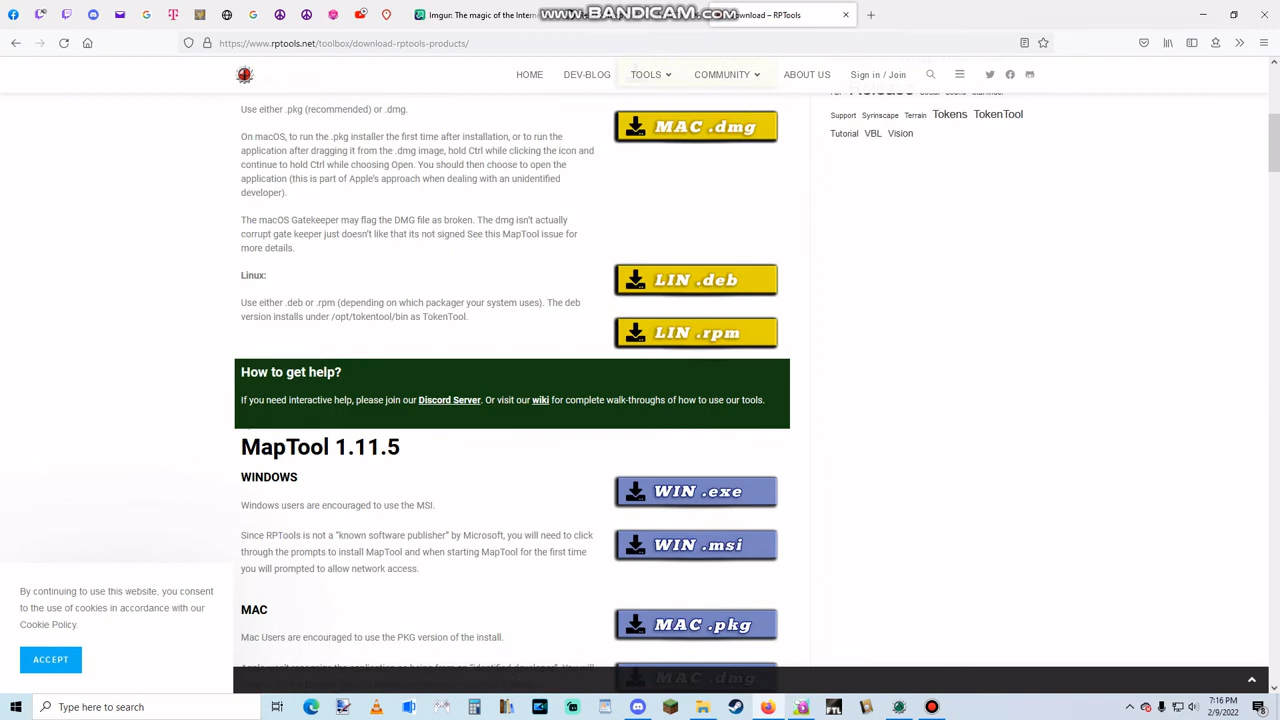 Imgur: The magic of the Interne
www.BANDICAM.com
ownload – RPTools
https://www.rptools.net/toolbox/download-rptools-products/
HOME DEV-BLOG TOOLS COMMUNITY ABOUT US Sign in / Join
Use either .pkg (recommended) or .dmg.
MAC .dmg
On macOS, to run the .pkg installer the first time after installation, or to run the
application after dragging it from the .dmg image, hold Ctrl while clicking the icon and
continue to hold Ctrl while choosing Open. You should then choose to open the
application (this is part of Apple's approach when dealing with an unidentified
developer).
The macOS Gatekeeper may flag the DMG file as broken. The dmg isn't actually
corrupt gate keeper just doesn't like that its not signed See this MapTool issue for
more details.
Linux:
LIN .deb
Use either .deb or .rpm (depending on which packager your system uses). The deb
version installs under /opt/tokentool/bin as TokenTool.
LIN .rpm
How to get help?
If you need interactive help, please join our Discord Server. Or visit our wiki for complete walk-throughs of how to use our tools.
MapTool 1.11.5
WINDOWS
WIN .exe
Windows users are encouraged to use the MSI.
Since RPTools is not a "known software publisher" by Microsoft, you will need to click
through the prompts to install MapTool and when starting MapTool for the first time
you will prompted to allow network access.
WIN .msi
MAC
MAC .pkg
Mac Users are encouraged to use the PKG version of the install.
MAC .dmg
Support Syrinscape Terrain Tokens TokenTool
Tutorial VBL Vision
By continuing to use this website, you consent
to the use of cookies in accordance with our
Cookie Policy.
ACCEPT
Type here to search
FTL
7:16 PM
2/9/2022